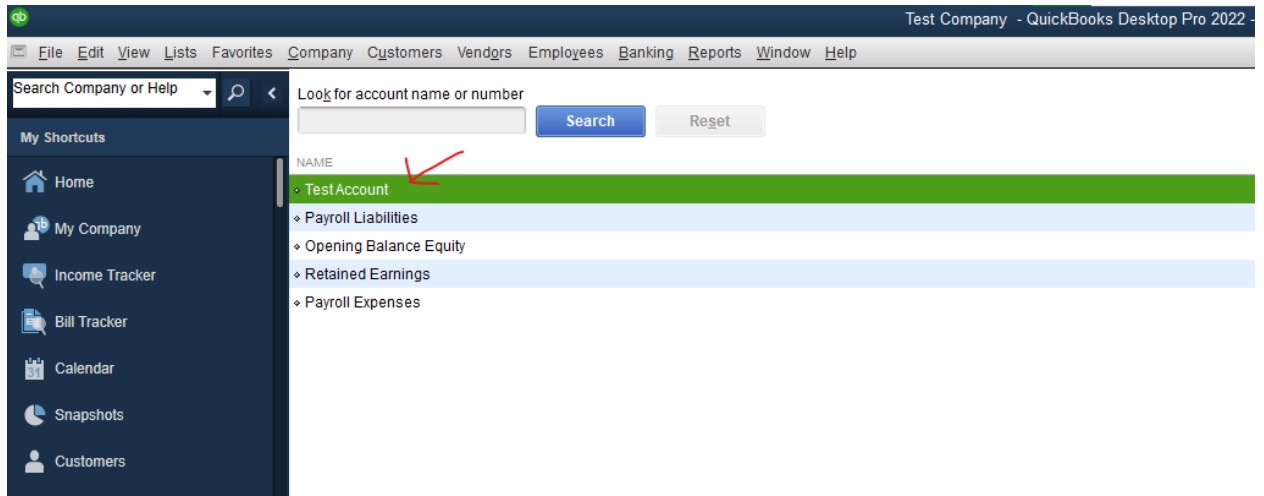 qb
Test Company - QuickBooks Desktop Pro 2022 -
File Edit View Lists Favorites Company Customers Vendors Employees Banking Reports Window Help
Search Company or Help
Look for account name or number
Search Reset
My Shortcuts
NAME
Home
Test Account
Payroll Liabilities
My Company
Opening Balance Equity
Income Tracker
Retained Earnings
Payroll Expenses
Bill Tracker
31 Calendar
Snapshots
Customers